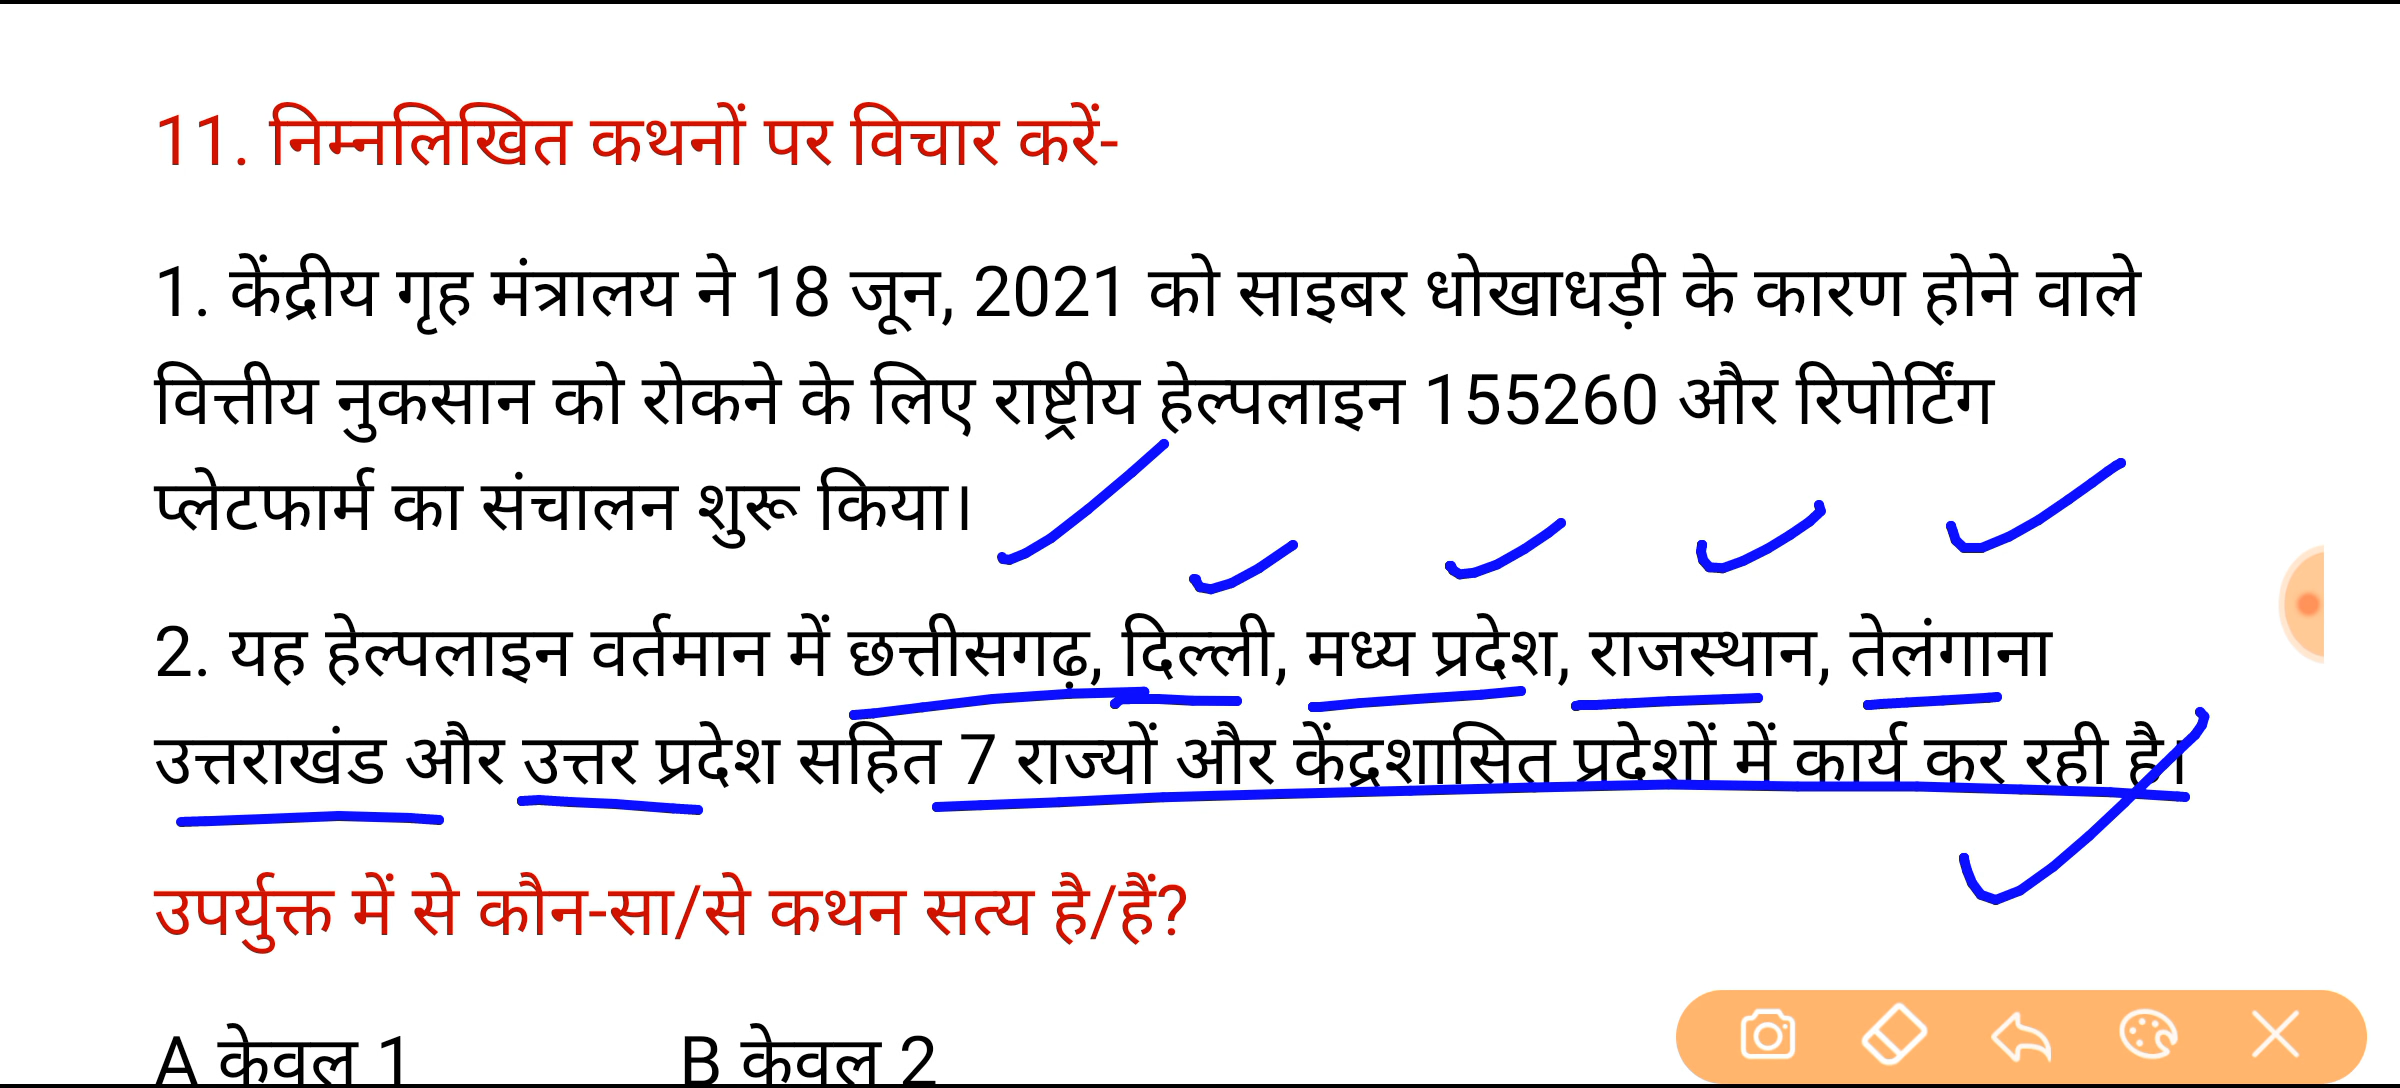 11. निम्नलिखित कथनों पर विचार करें-
1. केंद्रीय गृह मंत्रालय ने 18 जून, 2021 को साइबर धोखाधड़ी के कारण होने वाले
वित्तीय नुकसान को रोकने के लिए राष्ट्रीय हेल्पलाइन 155260 और रिपोर्टिंग
प्लेटफार्म का संचालन शुरू किया।
2. यह हेल्पलाइन वर्तमान में छत्तीसगढ़, दिल्ली, मध्य प्रदेश, राजस्थान, तेलंगाना
उत्तराखंड और उत्तर प्रदेश सहित 7 राज्यों और केंद्रशासित प्रदेशों में कार्य कर रही है।
उपर्युक्त में से कौन-सा/से कथन सत्य है/हैं?
A केवल 1 B केवल 2